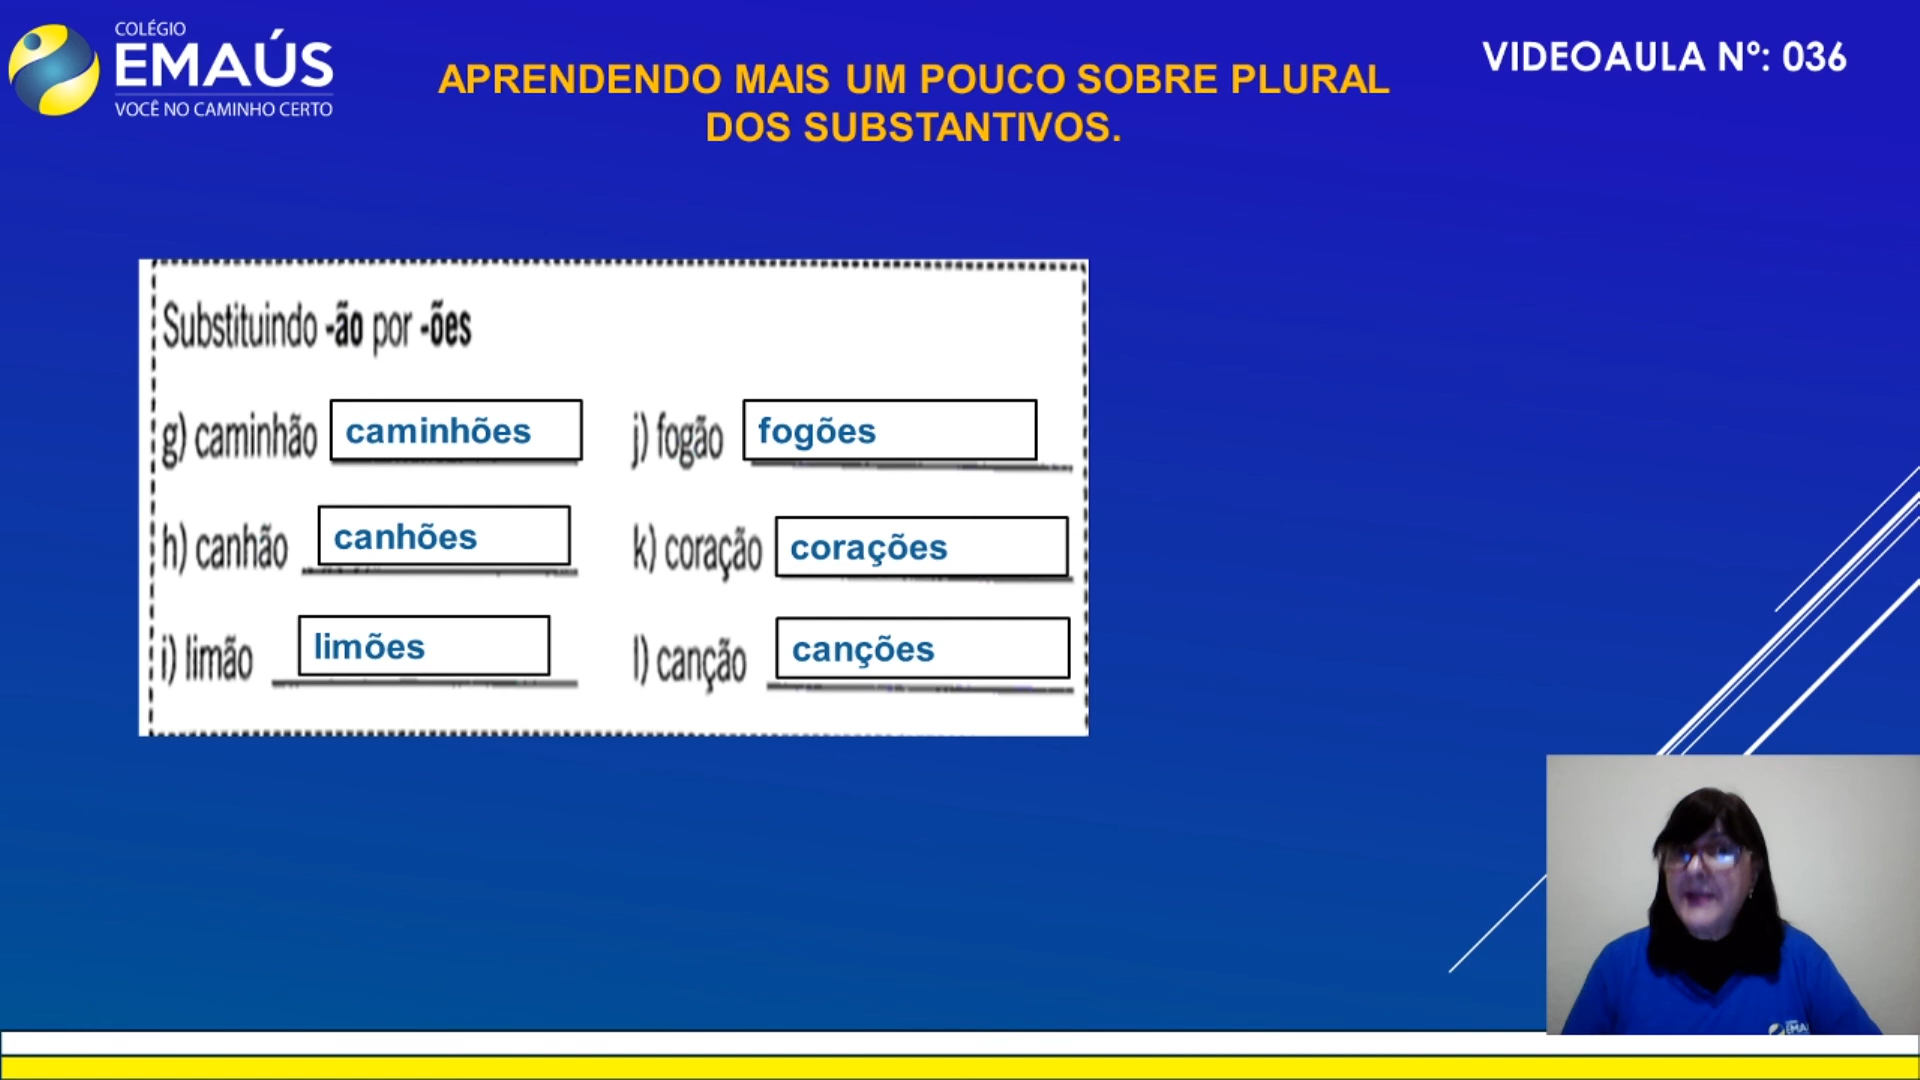 COLÉGIO
EMAÚS
VOCÊ NO CAMINHO CERTO
APRENDENDO MAIS UM POUCO SOBRE PLURAL
DOS SUBSTANTIVOS.
VIDEOAULA Nº: 036
Substituindo -ão por -ões
g) caminhão caminhões
h) canhão canhões
i) limão limões
j) fogão fogões
k) coração corações
l) canção canções